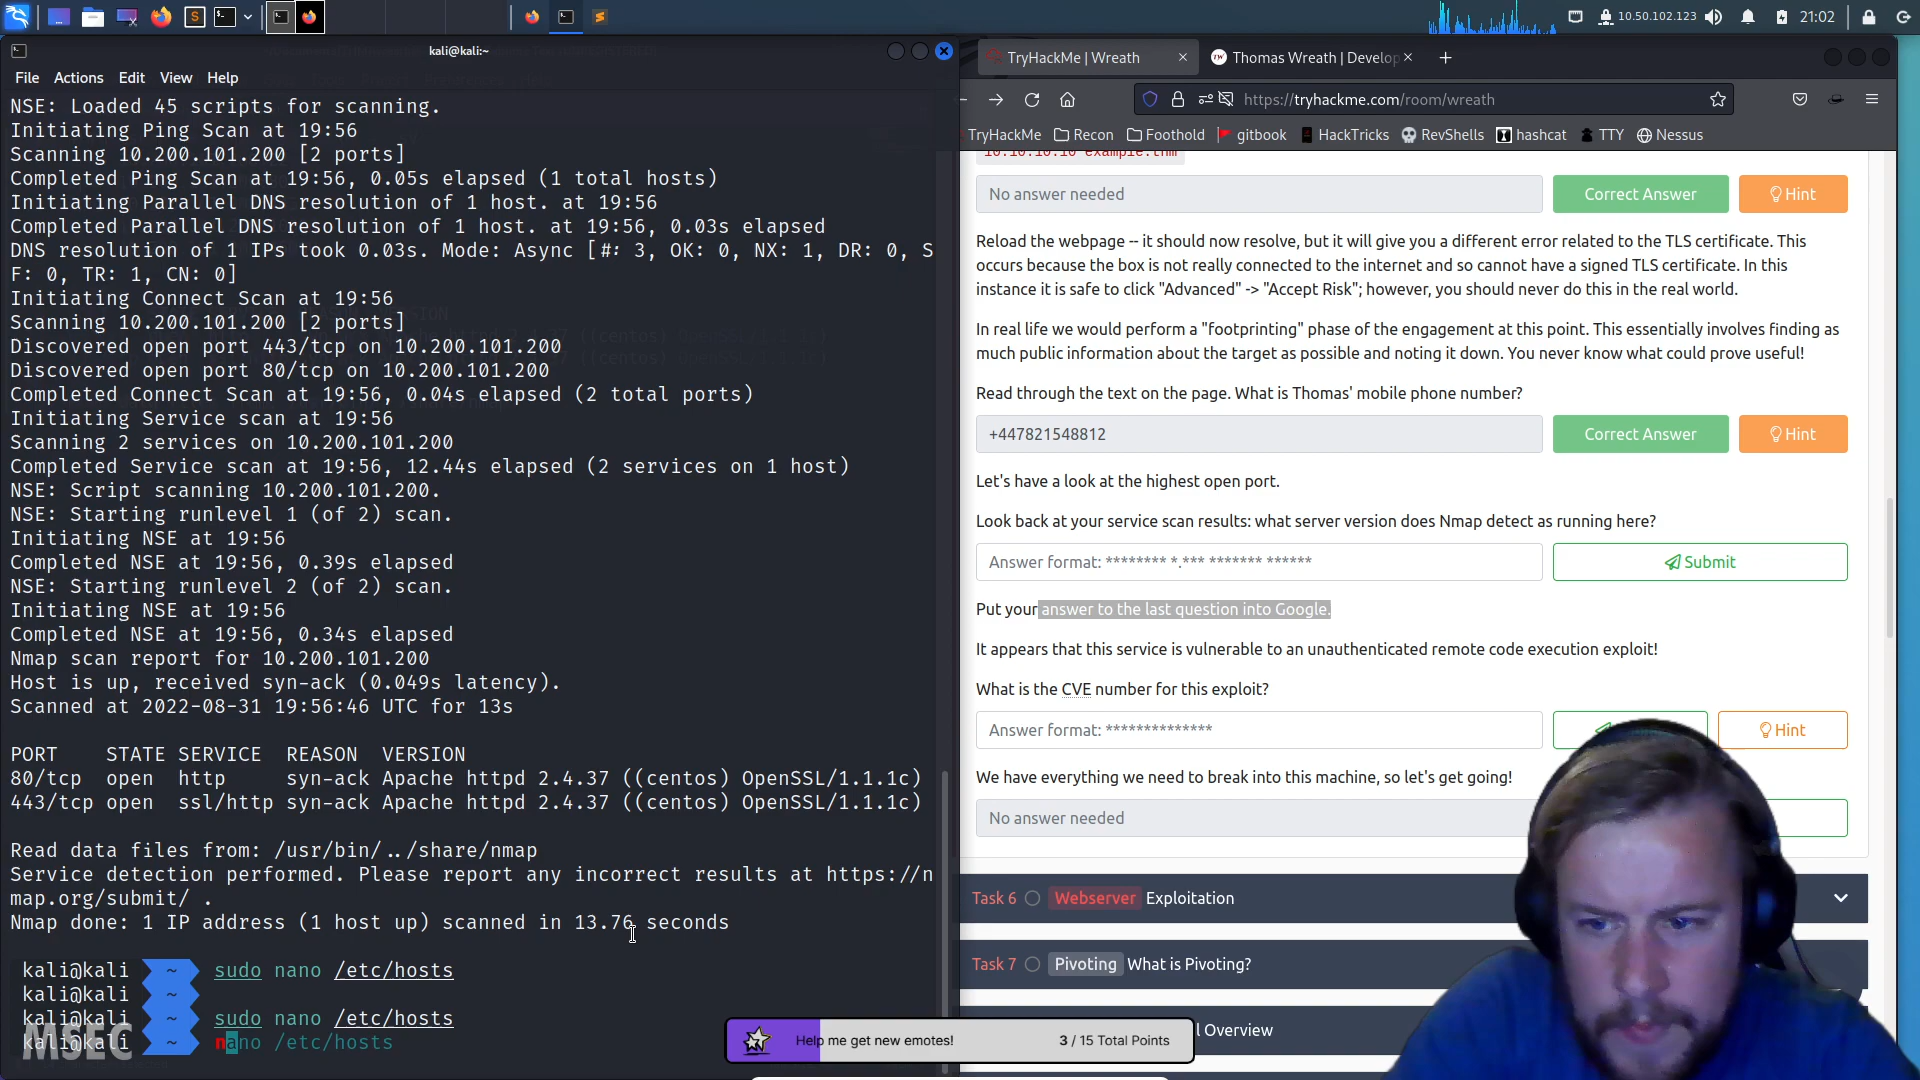 10.50.102.123
21:02
kali@kali:~
File Actions Edit View Help
NSE: Loaded 45 scripts for scanning.
Initiating Ping Scan at 19:56
Scanning 10.200.101.200 [2 ports]
Completed Ping Scan at 19:56, 0.05s elapsed (1 total hosts)
Initiating Parallel DNS resolution of 1 host. at 19:56
Completed Parallel DNS resolution of 1 host. at 19:56, 0.03s elapsed
DNS resolution of 1 IPs took 0.03s. Mode: Async [#: 3, OK: 0, NX: 1, DR: 0, S
F: 0, TR: 1, CN: 0]
Initiating Connect Scan at 19:56
Scanning 10.200.101.200 [2 ports]
Discovered open port 443/tcp on 10.200.101.200
Discovered open port 80/tcp on 10.200.101.200
Completed Connect Scan at 19:56, 0.04s elapsed (2 total ports)
Initiating Service scan at 19:56
Scanning 2 services on 10.200.101.200
Completed Service scan at 19:56, 12.44s elapsed (2 services on 1 host)
NSE: Script scanning 10.200.101.200.
NSE: Starting runlevel 1 (of 2) scan.
Initiating NSE at 19:56
Completed NSE at 19:56, 0.39s elapsed
NSE: Starting runlevel 2 (of 2) scan.
Initiating NSE at 19:56
Completed NSE at 19:56, 0.34s elapsed
Nmap scan report for 10.200.101.200
Host is up, received syn-ack (0.049s latency).
Scanned at 2022-08-31 19:56:46 UTC for 13s
PORT STATE SERVICE REASON VERSION
80/tcp open http syn-ack Apache httpd 2.4.37 ((centos) OpenSSL/1.1.1c)
443/tcp open ssl/http syn-ack Apache httpd 2.4.37 ((centos) OpenSSL/1.1.1c)
Read data files from: /usr/bin/../share/nmap
Service detection performed. Please report any incorrect results at https://n
map.org/submit/ .
Nmap done: 1 IP address (1 host up) scanned in 13.76 seconds
kali@kali ~ sudo nano /etc/hosts
kali@kali ~
kali@kali ~ sudo nano /etc/hosts
kali@kali ~ nano /etc/hosts
MSEC
TryHackMe | Wreath
Thomas Wreath | Develop
https://tryhackme.com/room/wreath
TryHackMe Recon Foothold gitbook HackTricks RevShells hashcat TTY Nessus
10.10.10.10 example.thm
No answer needed
Correct Answer
Hint
Reload the webpage -- it should now resolve, but it will give you a different error related to the TLS certificate. This
occurs because the box is not really connected to the internet and so cannot have a signed TLS certificate. In this
instance it is safe to click "Advanced" -> "Accept Risk"; however, you should never do this in the real world.
In real life we would perform a "footprinting" phase of the engagement at this point. This essentially involves finding as
much public information about the target as possible and noting it down. You never know what could prove useful!
Read through the text on the page. What is Thomas' mobile phone number?
+447821548812
Correct Answer
Hint
Let's have a look at the highest open port.
Look back at your service scan results: what server version does Nmap detect as running here?
Answer format: ******** *.*** ******* ******
Submit
Put your answer to the last question into Google.
It appears that this service is vulnerable to an unauthenticated remote code execution exploit!
What is the CVE number for this exploit?
Answer format: **************
Hint
We have everything we need to break into this machine, so let's get going!
No answer needed
Task 6 Webserver Exploitation
Task 7 Pivoting What is Pivoting?
l Overview
Help me get new emotes! 3 / 15 Total Points